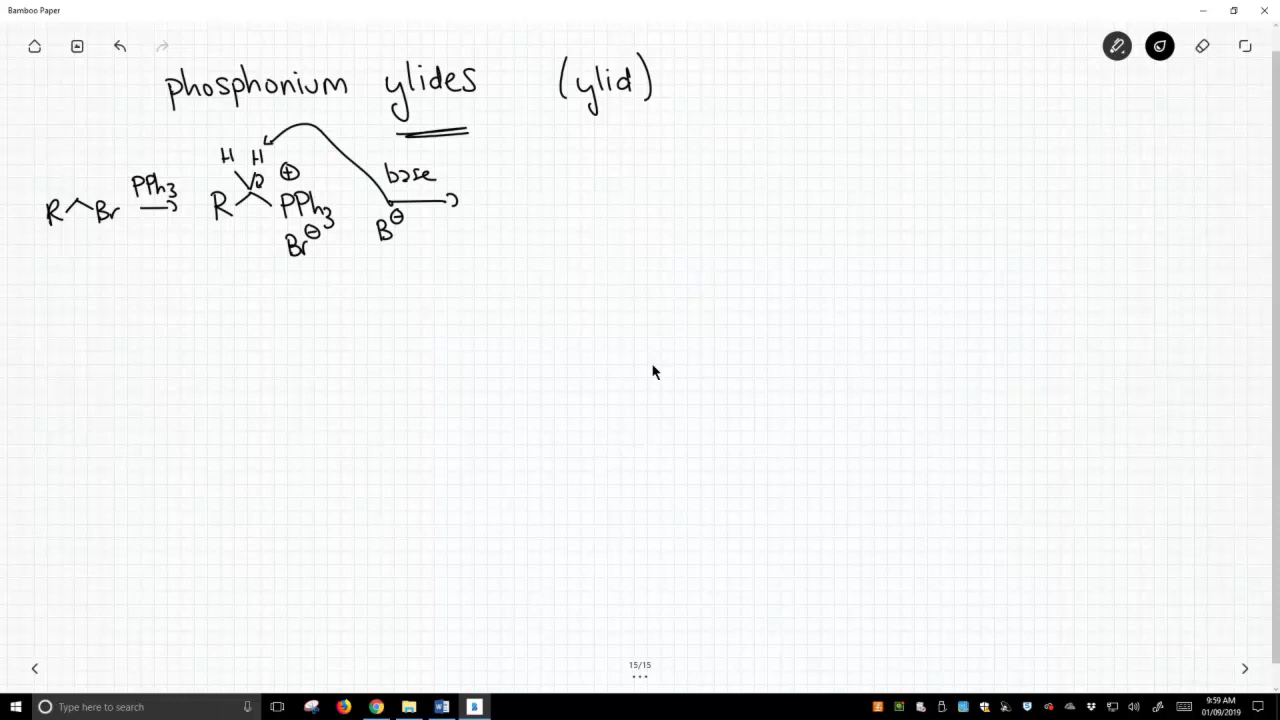 Bamboo Paper
phosphonium ylides (ylid)
H H ⊕
base
PPh3
R Br R PPh3
Br⊖ B⊖
15/15
Type here to search
9:59 AM
01/09/2019